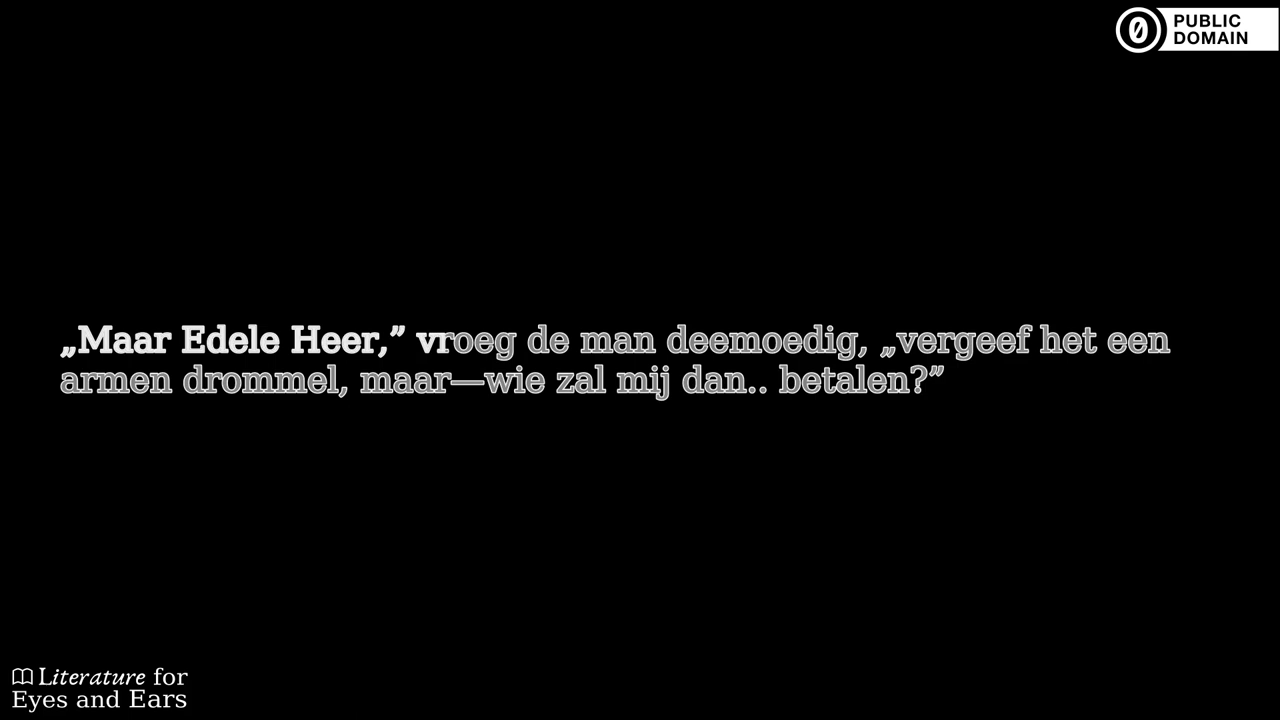 PUBLIC
DOMAIN
„Maar Edele Heer,” vroeg de man deemoedig, „vergeef het een
armen drommel, maar—wie zal mij dan.. betalen?”
Literature for
Eyes and Ears